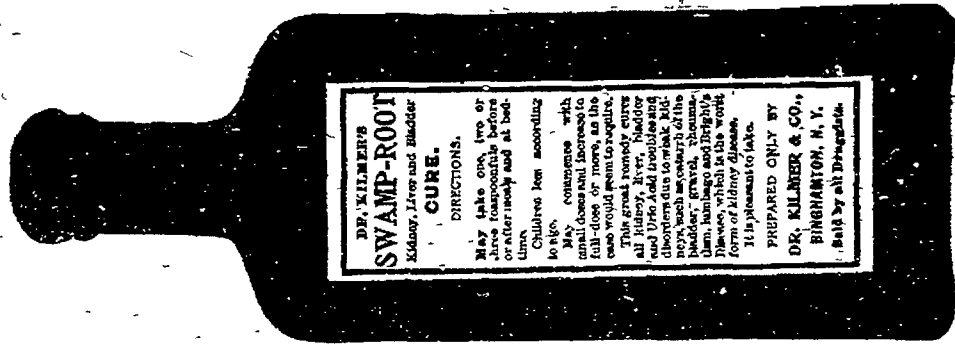 DR. KILMER'S
SWAMP-ROOT
Kidney, Liver and Bladder
CURE.
DIRECTIONS.
May take one, two or
three teaspoonfuls before
or after meals and at bed-
time.
Children less according
to age.
May commence with
small doses and increase to
full dose or more, as the
case would seem to require.
This great remedy cures
all kidney, liver, bladder
and Uric Acid troubles and
disorders due to weak kid-
neys, such as catarrh of the
bladder, gravel, rheuma-
tism, lumbago and Bright's
Disease, which is the worst
form of kidney disease.
It is pleasant to take.
PREPARED ONLY BY
DR. KILMER & CO.,
BINGHAMTON, N. Y.
Sold by all Druggists.